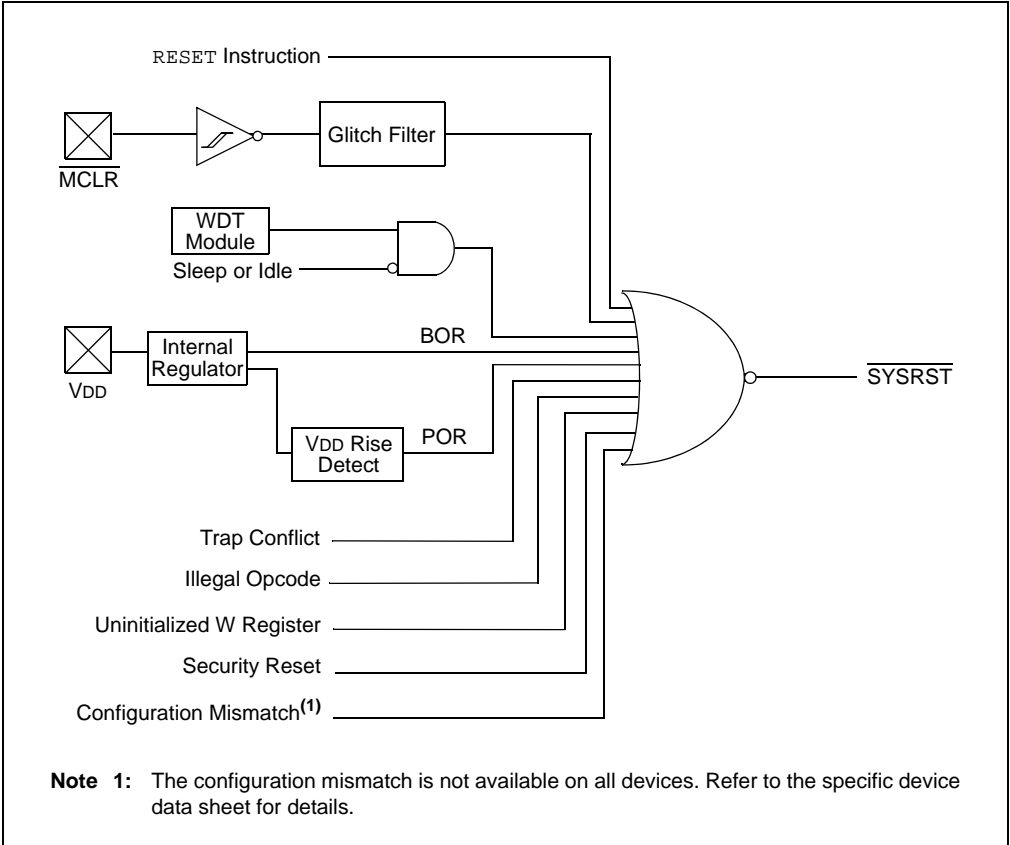 RESET Instruction
Glitch Filter
MCLR
WDT
Module
Sleep or Idle
BOR
Internal
Regulator
VDD
SYSRST
POR
VDD Rise
Detect
Trap Conflict
Illegal Opcode
Uninitialized W Register
Security Reset
Configuration Mismatch(1)
Note 1: The configuration mismatch is not available on all devices. Refer to the specific device
data sheet for details.